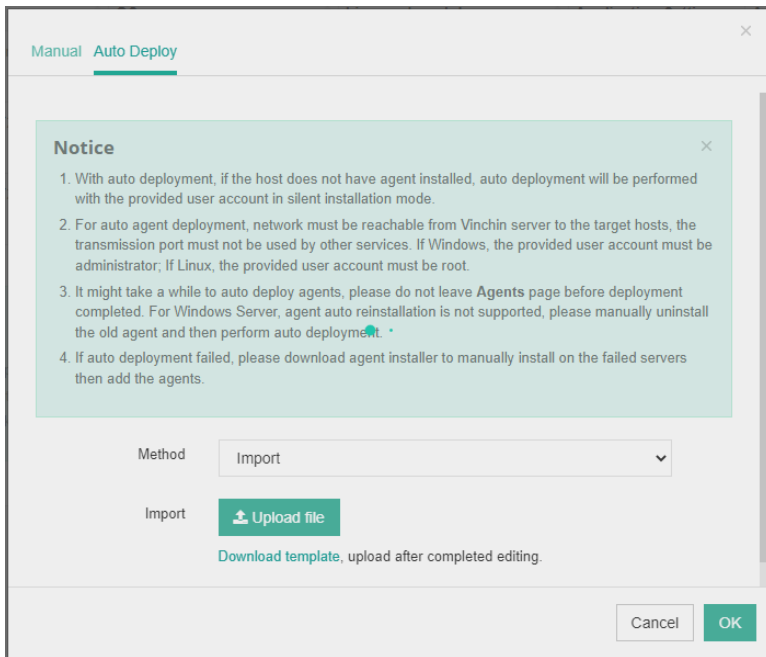 ×
Manual Auto Deploy
Notice ×
1. With auto deployment, if the host does not have agent installed, auto deployment will be performed
with the provided user account in silent installation mode.
2. For auto agent deployment, network must be reachable from Vinchin server to the target hosts, the
transmission port must not be used by other services. If Windows, the provided user account must be
administrator; If Linux, the provided user account must be root.
3. It might take a while to auto deploy agents, please do not leave Agents page before deployment
completed. For Windows Server, agent auto reinstallation is not supported, please manually uninstall
the old agent and then perform auto deployment.
4. If auto deployment failed, please download agent installer to manually install on the failed servers
then add the agents.
Method Import
Import Upload file
Download template, upload after completed editing.
Cancel OK